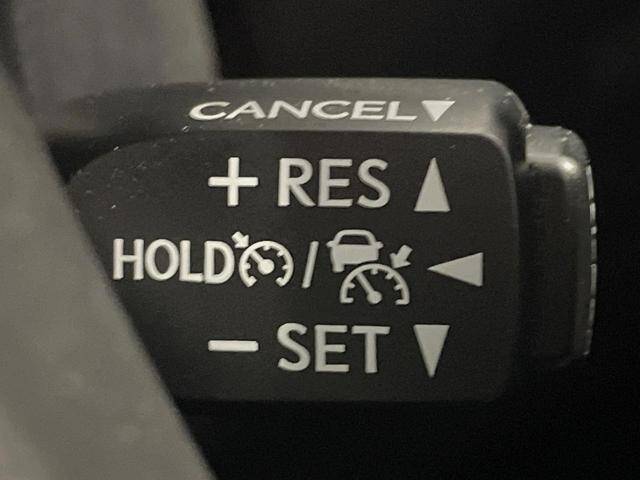 CANCEL▼
+ RES ▲
HOLD / ◀
− SET ▼